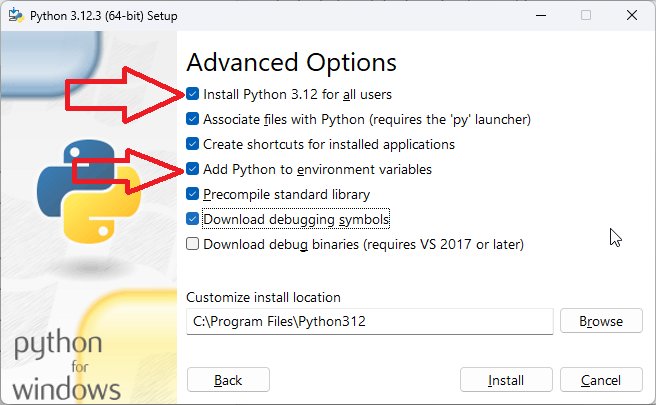 Python 3.12.3 (64-bit) Setup
Advanced Options
Install Python 3.12 for all users
Associate files with Python (requires the 'py' launcher)
Create shortcuts for installed applications
Add Python to environment variables
Precompile standard library
Download debugging symbols
Download debug binaries (requires VS 2017 or later)
Customize install location
C:\Program Files\Python312
Browse
python
for
windows
Back
Install
Cancel